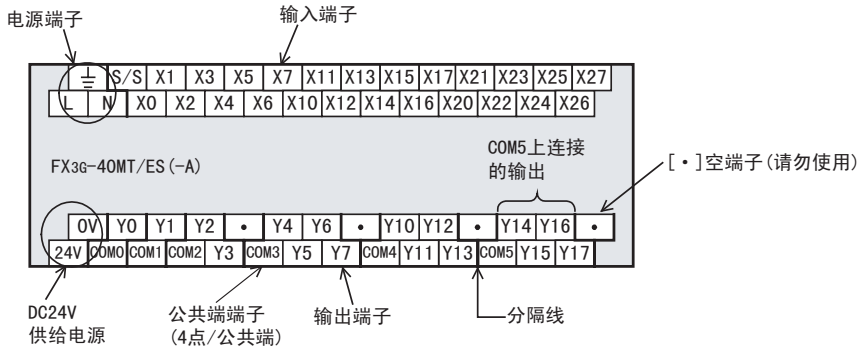 电源端子
输入端子
S/S X1 X3 X5 X7 X11 X13 X15 X17 X21 X23 X25 X27
L N X0 X2 X4 X6 X10 X12 X14 X16 X20 X22 X24 X26
FX3G-40MT/ES(-A)
COM5上连接
的输出
[・]空端子(请勿使用)
0V Y0 Y1 Y2 • Y4 Y6 • Y10 Y12 • Y14 Y16 •
24V COM0 COM1 COM2 Y3 COM3 Y5 Y7 COM4 Y11 Y13 COM5 Y15 Y17
DC24V
供给电源
公共端端子
(4点/公共端)
输出端子
分隔线